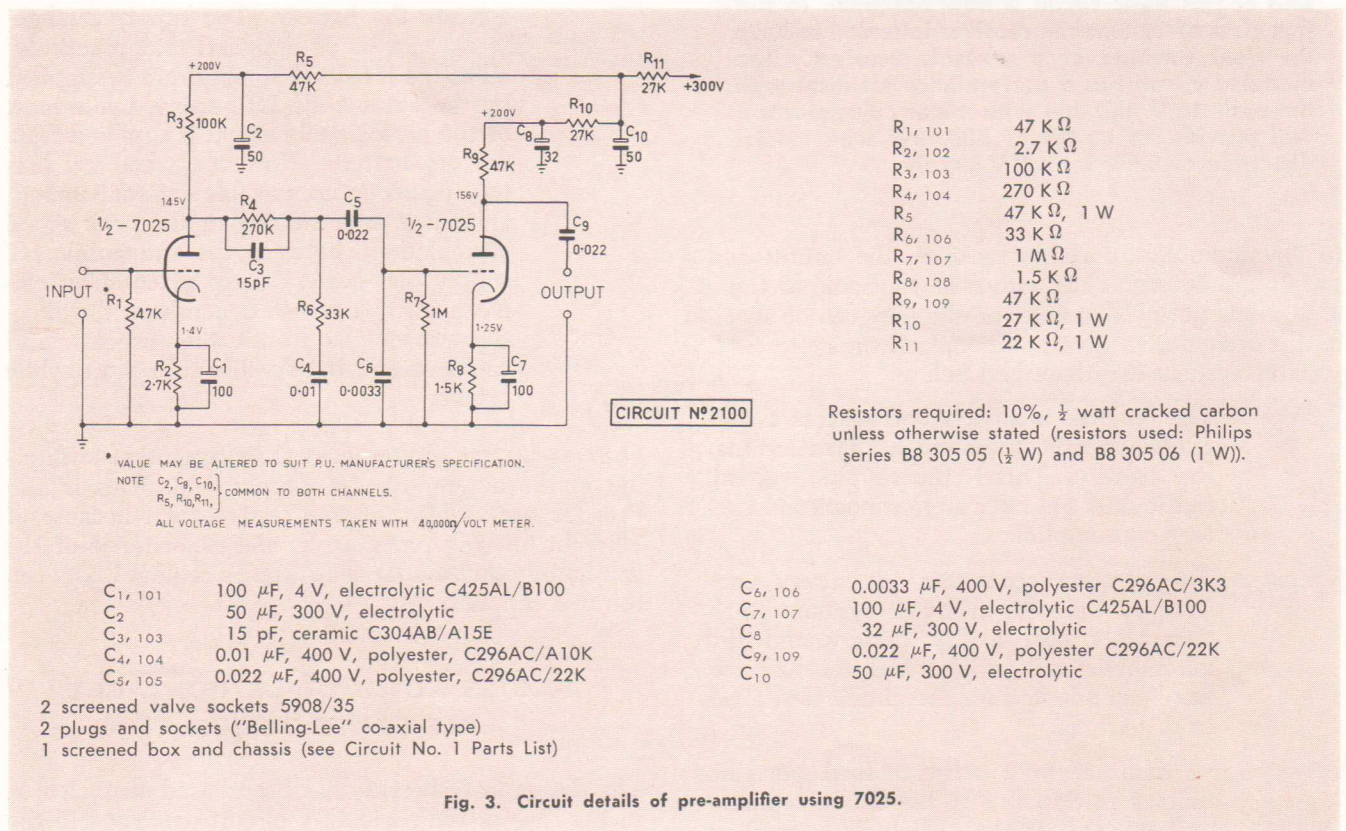 +200V
R5
47K
R11
27K
+300V
R3
100K
C2
50
+200V
R10
27K
C8
32
C10
50
R9
47K
145V
156V
½ – 7025
R4
270K
C3
15pF
C5
0·022
½ – 7025
C9
0·022
INPUT
•
R1
47K
R6
33K
R7
1M
OUTPUT
1·4V
1·25V
R2
2·7K
C1
100
C4
0·01
C6
0·0033
R8
1·5K
C7
100
CIRCUIT Nº 2100
• VALUE MAY BE ALTERED TO SUIT P.U. MANUFACTURER'S SPECIFICATION.
NOTE C2, C8, C10,
R5, R10, R11,
} COMMON TO BOTH CHANNELS.
ALL VOLTAGE MEASUREMENTS TAKEN WITH 40,000Ω/VOLT METER.
R1, 101 47 K Ω
R2, 102 2.7 K Ω
R3, 103 100 K Ω
R4, 104 270 K Ω
R5 47 K Ω, 1 W
R6, 106 33 K Ω
R7, 107 1 M Ω
R8, 108 1.5 K Ω
R9, 109 47 K Ω
R10 27 K Ω, 1 W
R11 22 K Ω, 1 W
Resistors required: 10%, ½ watt cracked carbon
unless otherwise stated (resistors used: Philips
series B8 305 05 (½ W) and B8 305 06 (1 W)).
C1, 101 100 μF, 4 V, electrolytic C425AL/B100
C2 50 μF, 300 V, electrolytic
C3, 103 15 pF, ceramic C304AB/A15E
C4, 104 0.01 μF, 400 V, polyester, C296AC/A10K
C5, 105 0.022 μF, 400 V, polyester, C296AC/22K
C6, 106 0.0033 μF, 400 V, polyester C296AC/3K3
C7, 107 100 μF, 4 V, electrolytic C425AL/B100
C8 32 μF, 300 V, electrolytic
C9, 109 0.022 μF, 400 V, polyester C296AC/22K
C10 50 μF, 300 V, electrolytic
2 screened valve sockets 5908/35
2 plugs and sockets ("Belling-Lee" co-axial type)
1 screened box and chassis (see Circuit No. 1 Parts List)
Fig. 3. Circuit details of pre-amplifier using 7025.